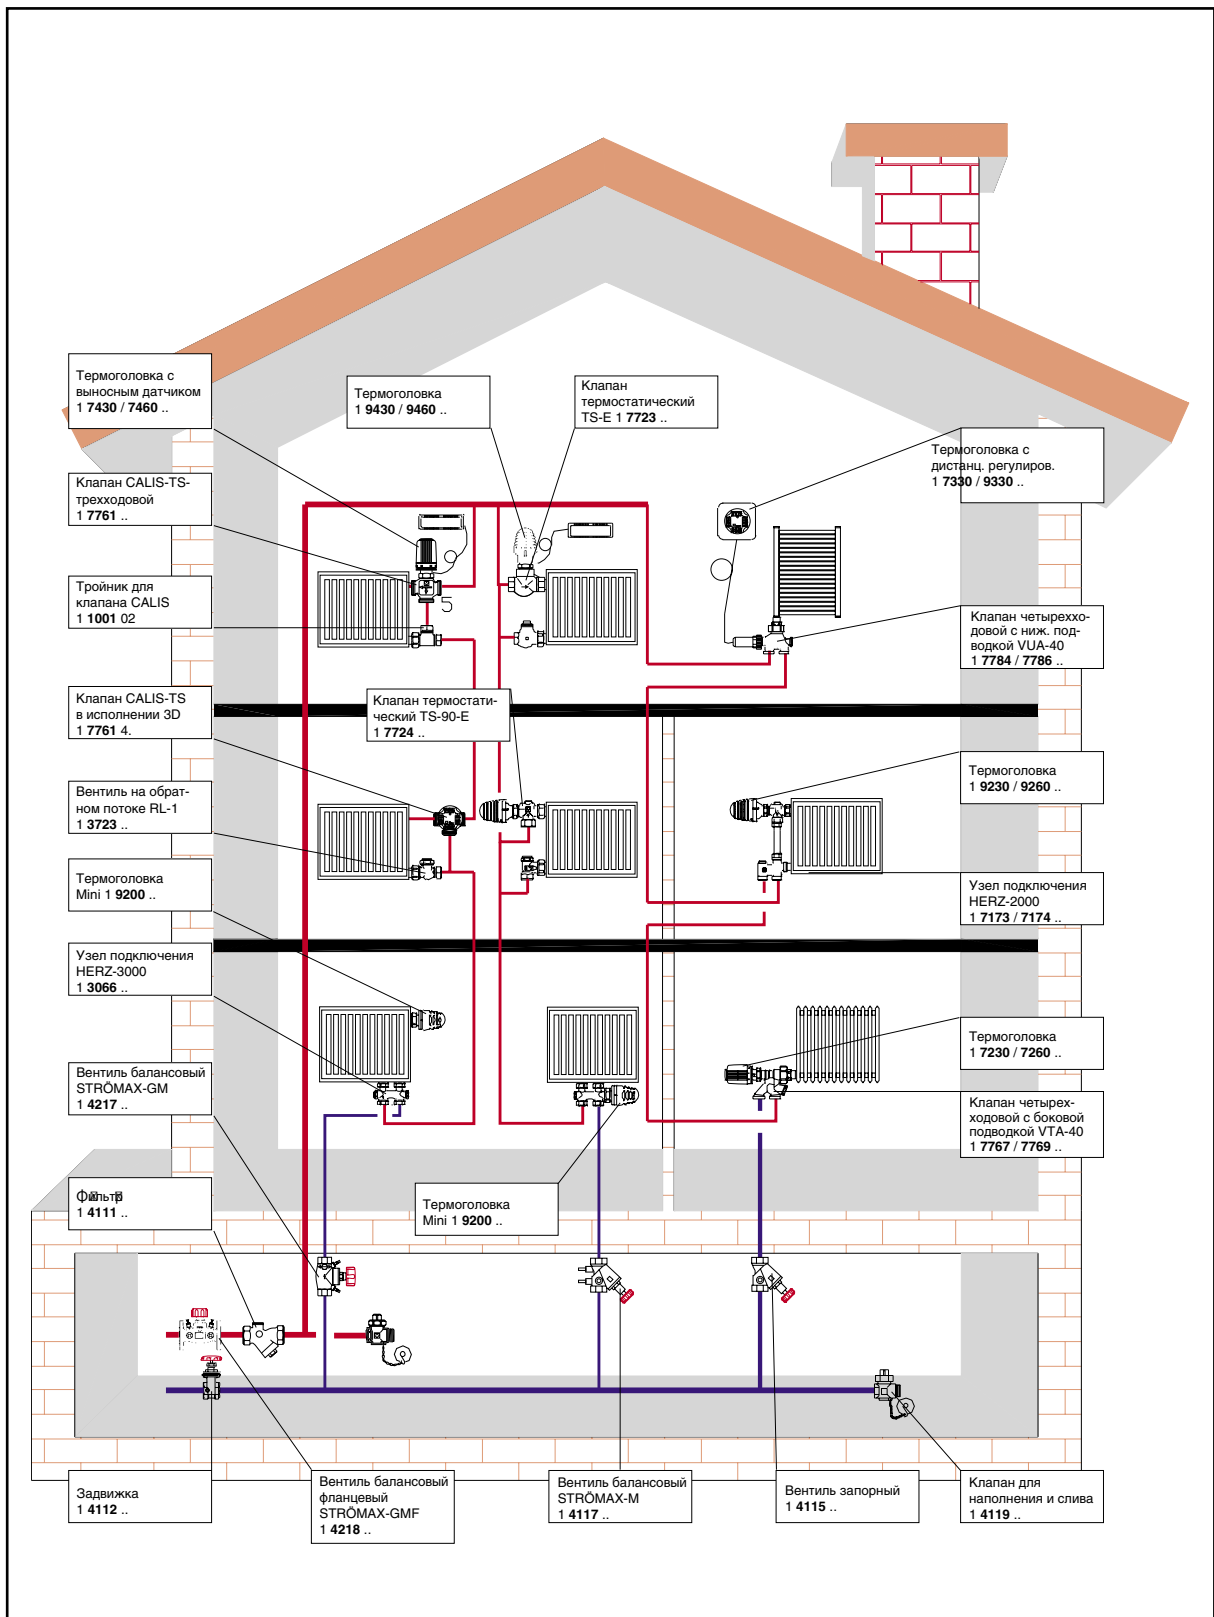 Термоголовка с
выносным датчиком
1 7430 / 7460 ..
Термоголовка
1 9430 / 9460 ..
Клапан
термостатический
TS-E 1 7723 ..
Термоголовка с
дистанц. регулиров.
1 7330 / 9330 ..
Клапан CALIS-TS-
трехходовой
1 7761 ..
Тройник для
клапана CALIS
1 1001 02
5
Клапан четыреххо-
довой с ниж. под-
водкой VUA-40
1 7784 / 7786 ..
Клапан CALIS-TS
в исполнении 3D
1 7761 4.
Клапан термостати-
ческий TS-90-E
1 7724 ..
Термоголовка
1 9230 / 9260 ..
Вентиль на обрат-
ном потоке RL-1
1 3723 ..
Термоголовка
Mini 1 9200 ..
Узел подключения
HERZ-2000
1 7173 / 7174 ..
Узел подключения
HERZ-3000
1 3066 ..
Термоголовка
1 7230 / 7260 ..
Вентиль балансовый
STRÖMAX-GM
1 4217 ..
Клапан четырех-
ходовой с боковой
подводкой VTA-40
1 7767 / 7769 ..
Фильтр
1 4111 ..
Термоголовка
Mini 1 9200 ..
Задвижка
1 4112 ..
Вентиль балансовый
фланцевый
STRÖMAX-GMF
1 4218 ..
Вентиль балансовый
STRÖMAX-M
1 4117 ..
Вентиль запорный
1 4115 ..
Клапан для
наполнения и слива
1 4119 ..